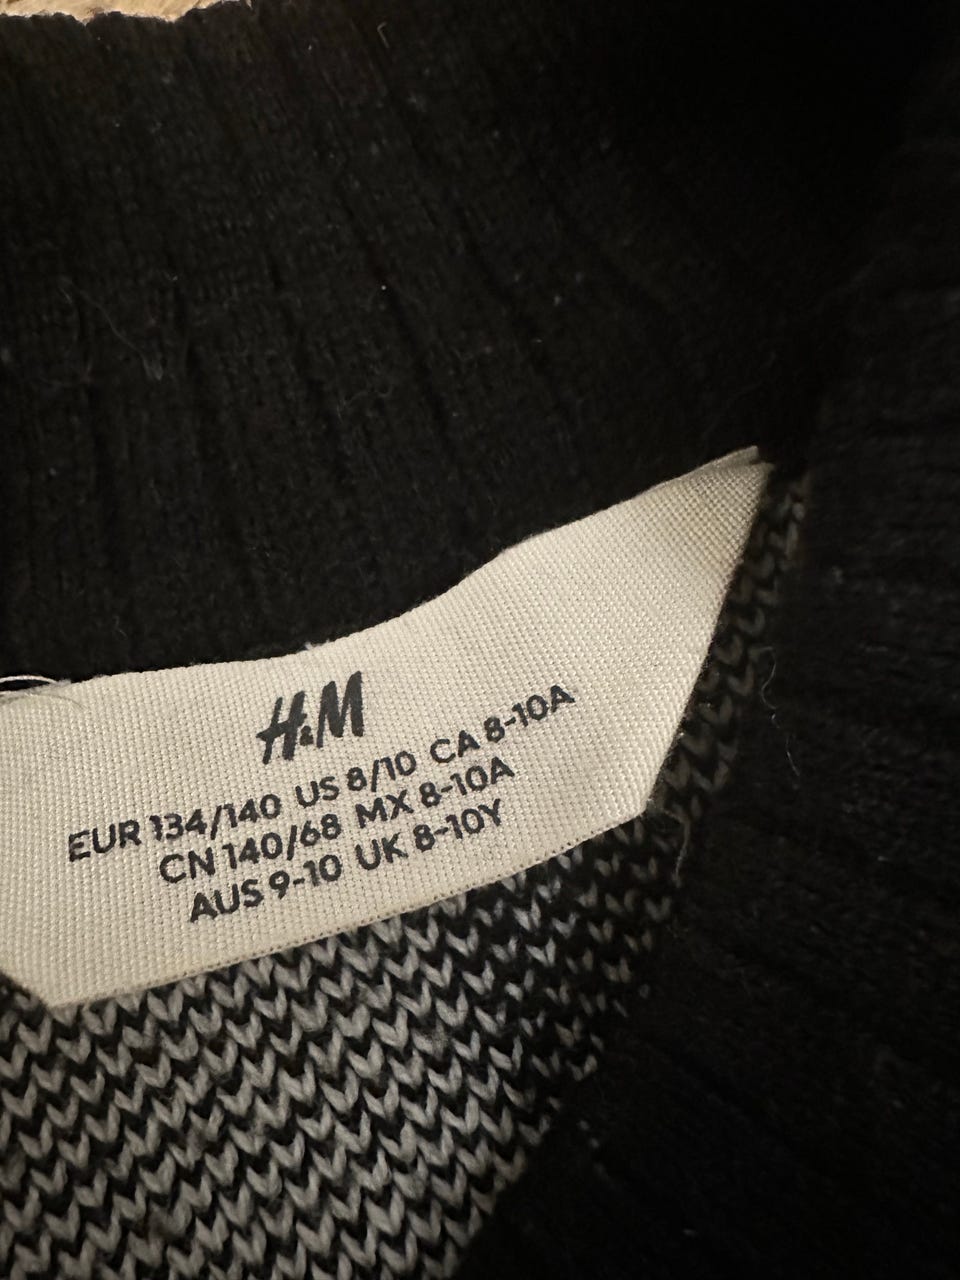 H&M
EUR 134/140 US 8/10 CA 8-10A
CN 140/68 MX 8-10A
AUS 9-10 UK 8-10Y